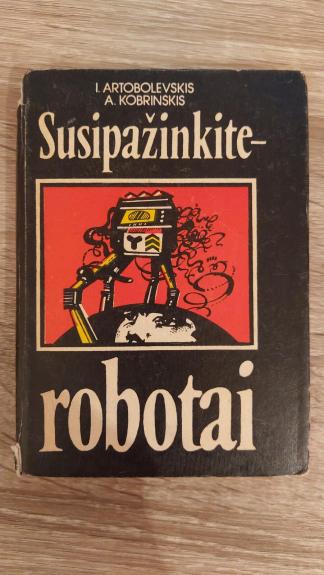 I. ARTOBOLEVSKIS
A. KOBRINSKIS
Susipažinkite–
robotai